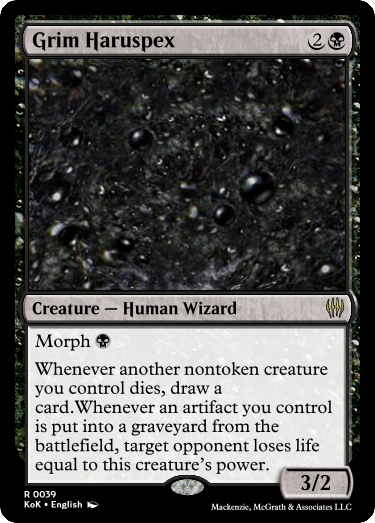 Grim Haruspex 2
Creature — Human Wizard
Morph
Whenever another nontoken creature
you control dies, draw a
card.Whenever an artifact you control
is put into a graveyard from the
battlefield, target opponent loses life
equal to this creature's power.
3/2
R 0039
KoK • English
Mackenzie, McGrath & Associates LLC